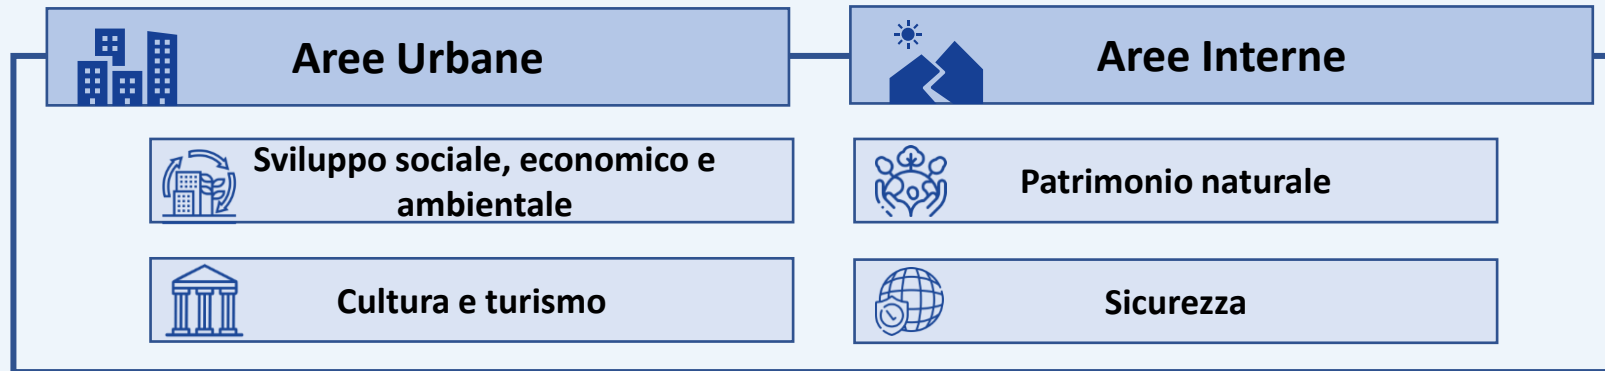 Aree Urbane
Aree Interne
Sviluppo sociale, economico e
ambientale
Patrimonio naturale
Cultura e turismo
Sicurezza